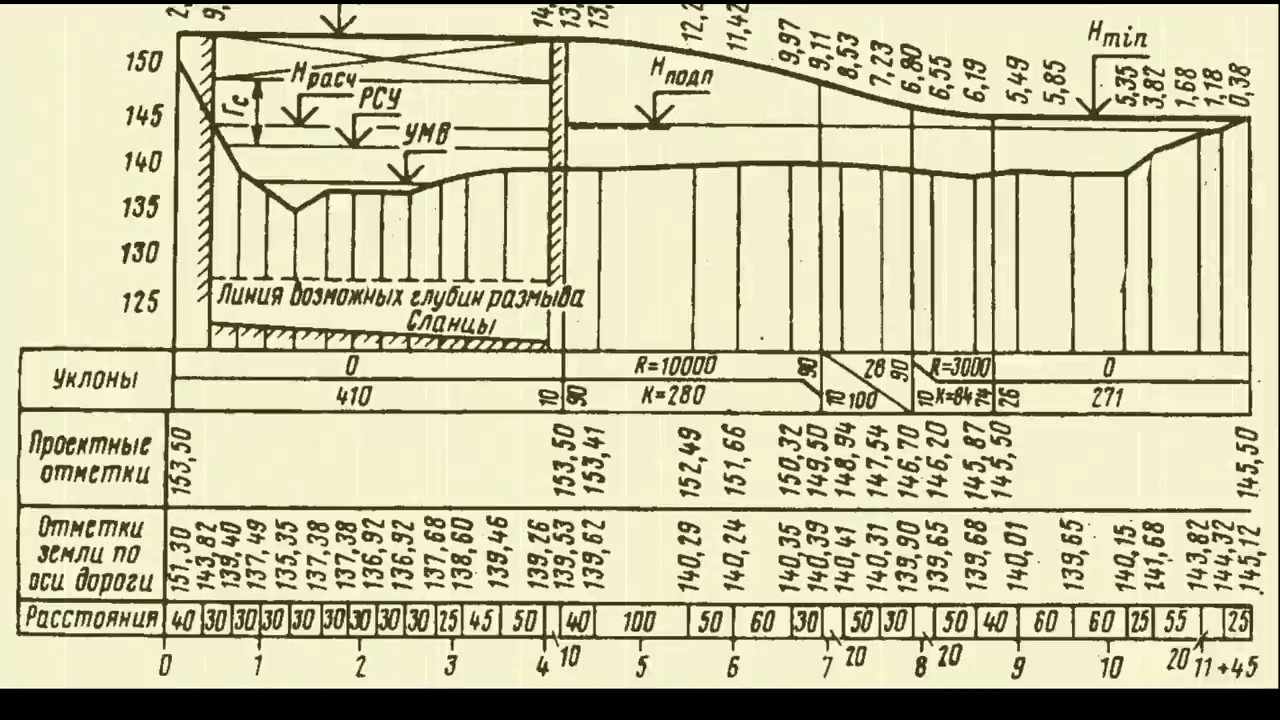 14, 13, 13, 12,2 11,42 9,97 9,11 8,53 7,23 6,80 6,55 6,19 5,49 5,85 5,35 3,82 1,68 1,18 0,38
Hmin
150
Hрасч
Hподп
Гс
РСУ
145
УМВ
140
135
130
125
Линия возможных глубин размыва
Сланцы
Уклоны
0 R=10000 90 28 90 R=3000 0
410 10 90 K=280 10 100 10 K=84 74 26 271
Проектные
отметки
153,50 153,50 153,41 152,49 151,66 150,32 149,50 148,94 147,54 146,70 146,20 145,87 145,50 145,50
Отметки
земли по
оси дороги
151,30 143,82 139,40 137,49 135,35 137,38 137,38 136,92 136,92 137,68 138,60 139,46 139,26 139,53 139,62 140,29 140,24 140,35 140,39 140,41 140,31 139,90 139,65 139,68 140,01 139,65 140,15 141,68 143,82 144,32 145,12
Расстояния 40 30 30 30 30 30 30 30 30 25 45 50 40 100 50 60 30 50 30 50 40 60 60 25 55 25
0 1 2 3 4 10 5 6 7 20 8 20 9 10 20 11 +45